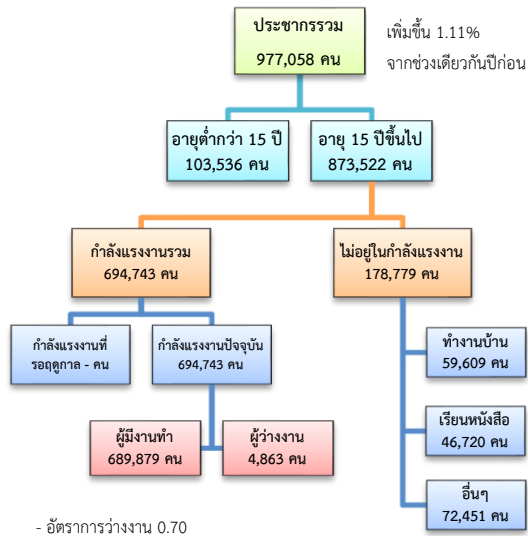 ประชากรรวม
977,058 คน
เพิ่มขึ้น 1.11%
จากช่วงเดียวกันปีก่อน
อายุต่ำกว่า 15 ปี
103,536 คน
อายุ 15 ปีขึ้นไป
873,522 คน
กำลังแรงงานรวม
694,743 คน
ไม่อยู่ในกำลังแรงงาน
178,779 คน
กำลังแรงงานที่
รอฤดูกาล - คน
กำลังแรงงานปัจจุบัน
694,743 คน
ทำงานบ้าน
59,609 คน
ผู้มีงานทำ
689,879 คน
ผู้ว่างงาน
4,863 คน
เรียนหนังสือ
46,720 คน
อื่นๆ
72,451 คน
- อัตราการว่างงาน 0.70